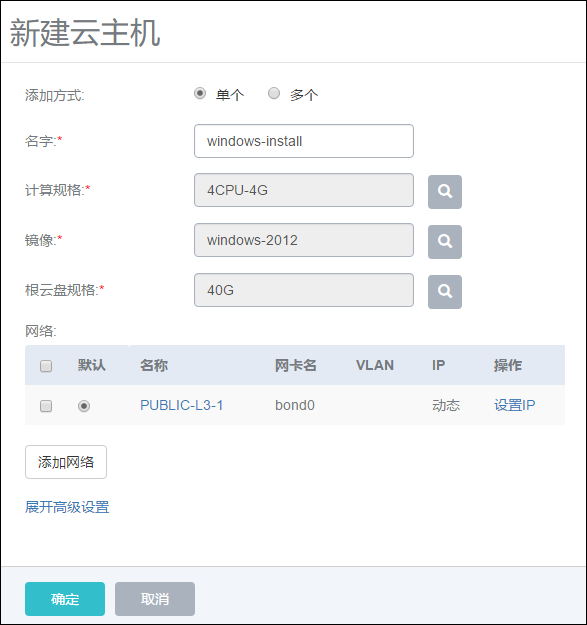 新建云主机
添加方式: 单个 多个
名字:* windows-install
计算规格:* 4CPU-4G
镜像:* windows-2012
根云盘规格:* 40G
网络:
默认 名称 网卡名 VLAN IP 操作
PUBLIC-L3-1 bond0 动态 设置IP
添加网络
展开高级设置
确定 取消